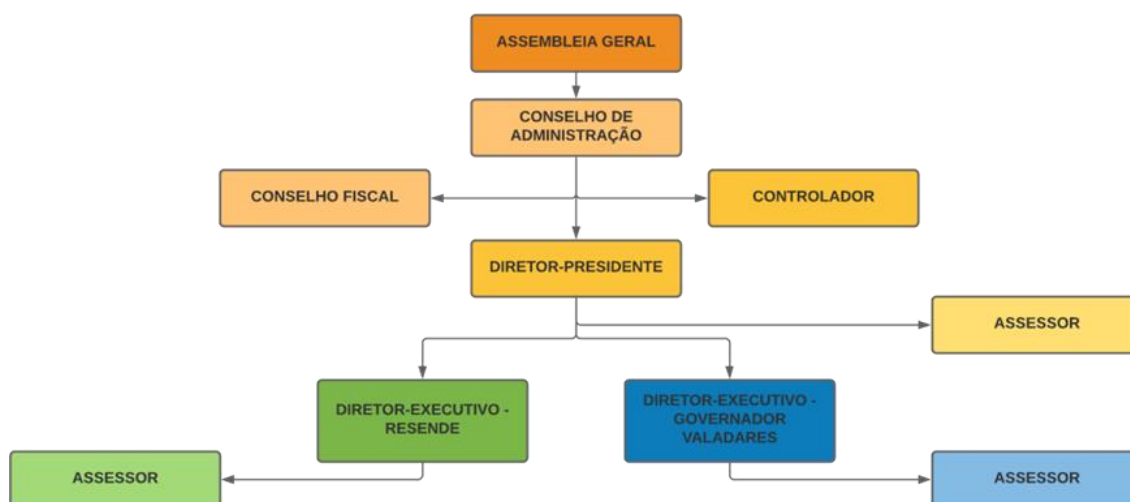 ASSEMBLEIA GERAL
CONSELHO DE
ADMINISTRAÇÃO
CONSELHO FISCAL
CONTROLADOR
DIRETOR-PRESIDENTE
ASSESSOR
DIRETOR-EXECUTIVO -
RESENDE
DIRETOR-EXECUTIVO -
GOVERNADOR
VALADARES
ASSESSOR
ASSESSOR